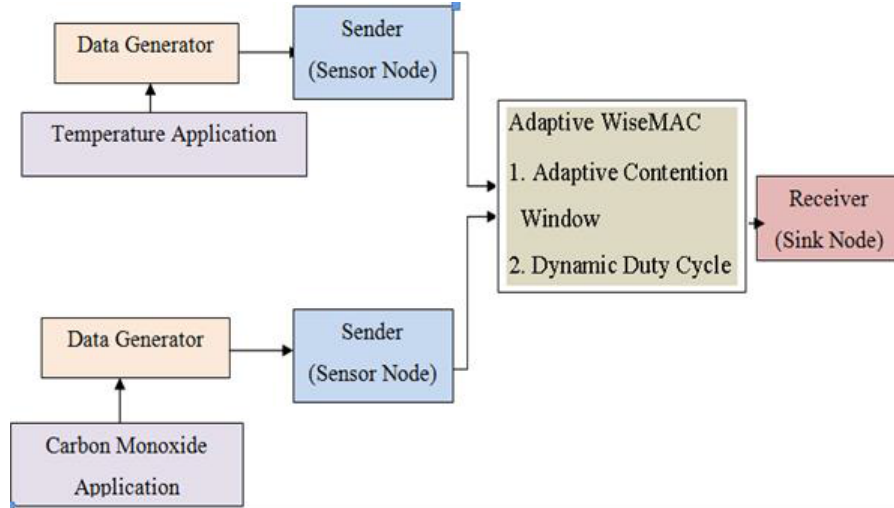 Data Generator
Temperature Application
Sender
(Sensor Node)
Adaptive WiseMAC
1. Adaptive Contention
Window
2. Dynamic Duty Cycle
Receiver
(Sink Node)
Data Generator
Carbon Monoxide
Application
Sender
(Sensor Node)